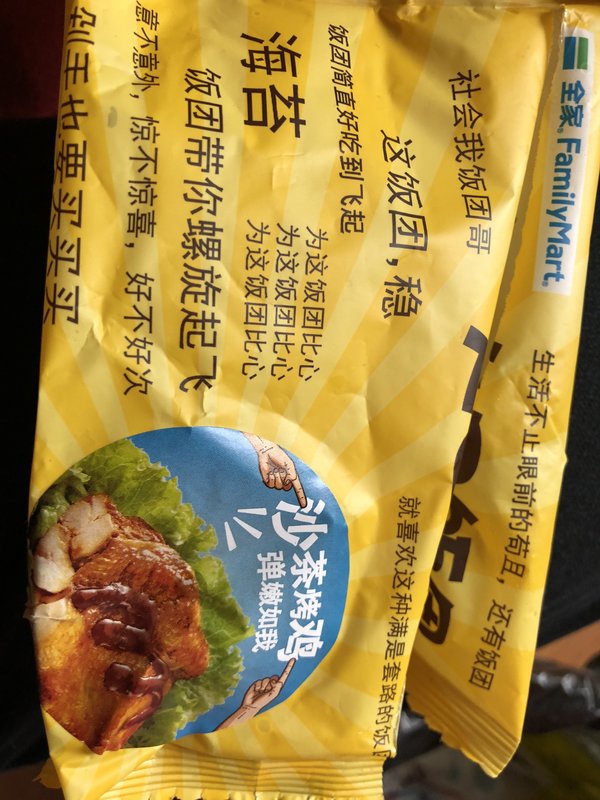 全家® FamilyMart®
生活不止眼前的苟且，还有饭团
社会我饭团哥
这饭团,稳
就喜欢这种满是套路的饭
饭团简直好吃到飞起
海苔
为这饭团比心
为这饭团比心
为这饭团比心
饭团带你螺旋起飞
意不意外，惊不惊喜，好不好次
剁手也要买买买
沙茶烤鸡
弹嫩如我